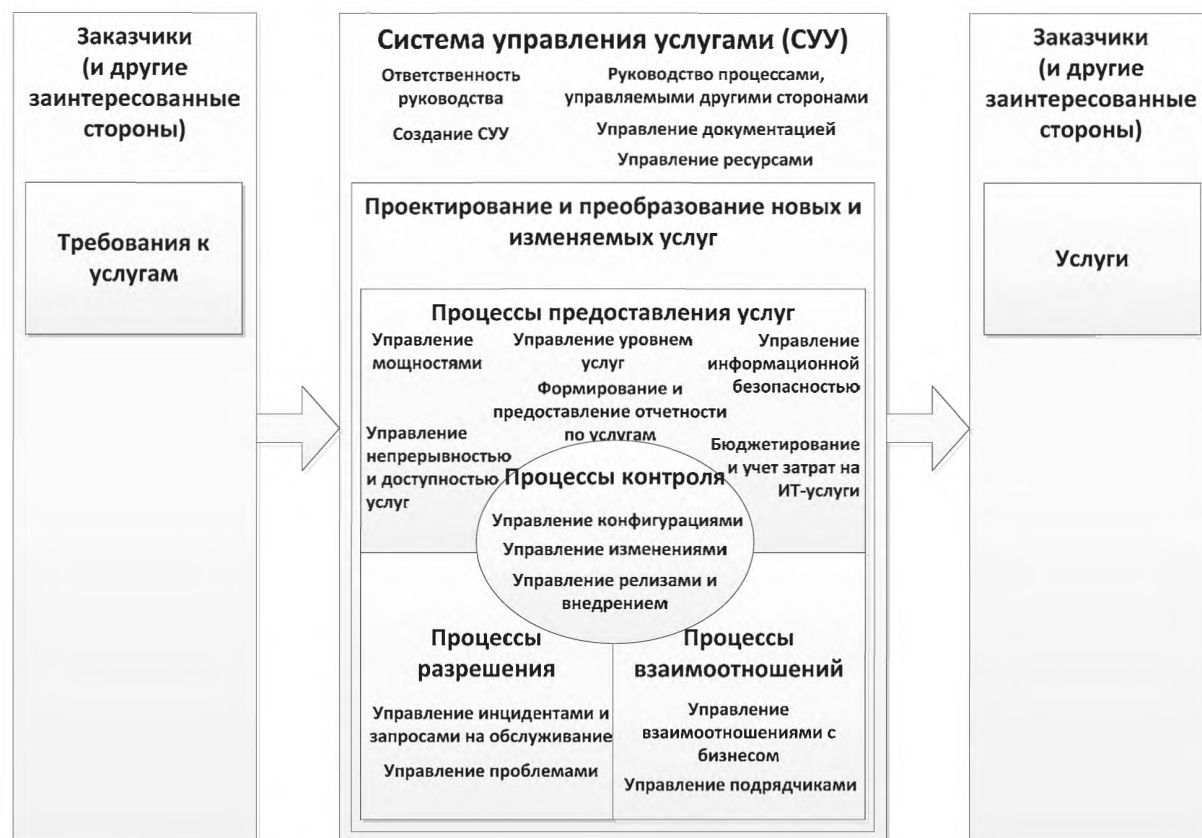 Заказчики
(и другие
заинтересованные
стороны)
Требования к
услугам
Система управления услугами (СУУ)
Ответственность
руководства
Создание СУУ
Руководство процессами,
управляемыми другими сторонами
Управление документацией
Управление ресурсами
Проектирование и преобразование новых и
изменяемых услуг
Процессы предоставления услуг
Управление
мощностями
Управление уровнем
услуг
Управление
информационной
безопасностью
Формирование и
предоставление отчетности
по услугам
Управление
непрерывностью
и доступностью
услуг
Бюджетирование
и учет затрат на
ИТ-услуги
Процессы контроля
Управление конфигурациями
Управление изменениями
Управление релизами и
внедрением
Процессы
разрешения
Управление инцидентами и
запросами на обслуживание
Управление проблемами
Процессы
взаимоотношений
Управление
взаимоотношениями с
бизнесом
Управление подрядчиками
Заказчики
(и другие
заинтересованные
стороны)
Услуги